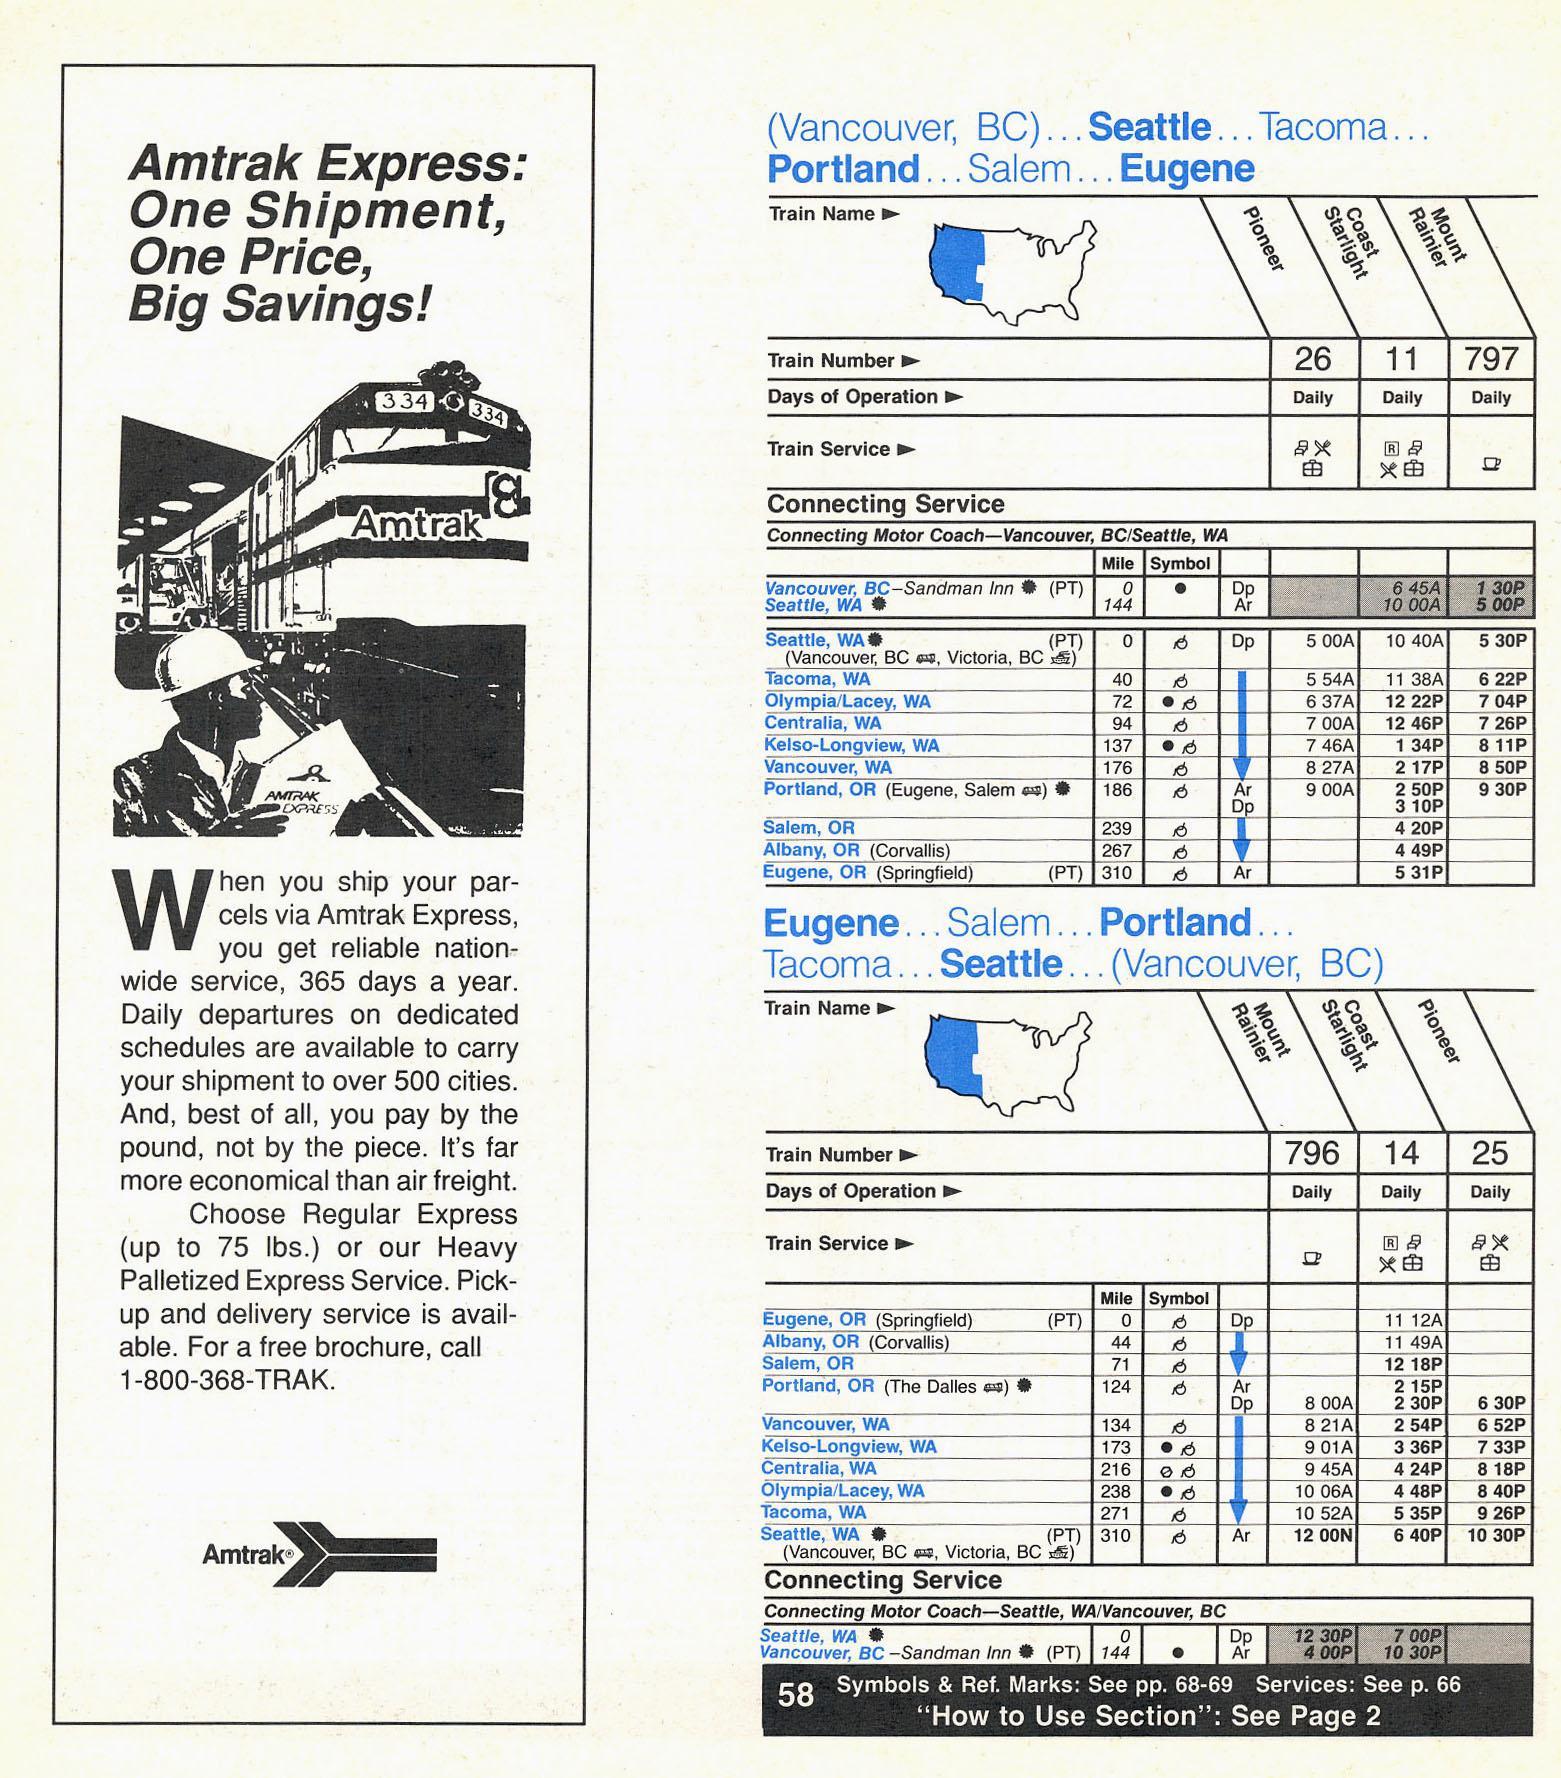 Amtrak Express:
One Shipment,
One Price,
Big Savings!
334 334
Amtrak
AMTRAK
EXPRESS
When you ship your par-
cels via Amtrak Express,
you get reliable nation-
wide service, 365 days a year.
Daily departures on dedicated
schedules are available to carry
your shipment to over 500 cities.
And, best of all, you pay by the
pound, not by the piece. It's far
more economical than air freight.
Choose Regular Express
(up to 75 lbs.) or our Heavy
Palletized Express Service. Pick-
up and delivery service is avail-
able. For a free brochure, call
1-800-368-TRAK.
Amtrak®
(Vancouver, BC)...Seattle...Tacoma...
Portland...Salem...Eugene
Train Name ► Pioneer Coast Starlight Mount Rainier
Train Number ► 26 11 797
Days of Operation ► Daily Daily Daily
Train Service ► R
Connecting Service
Connecting Motor Coach—Vancouver, BC/Seattle, WA
Mile Symbol
Vancouver, BC–Sandman Inn (PT) 0 ● Dp 6 45A 1 30P
Seattle, WA 144 Ar 10 00A 5 00P
Seattle, WA (PT) 0 Dp 5 00A 10 40A 5 30P
(Vancouver, BC , Victoria, BC )
Tacoma, WA 40 5 54A 11 38A 6 22P
Olympia/Lacey, WA 72 ● 6 37A 12 22P 7 04P
Centralia, WA 94 7 00A 12 46P 7 26P
Kelso-Longview, WA 137 ● 7 46A 1 34P 8 11P
Vancouver, WA 176 8 27A 2 17P 8 50P
Portland, OR (Eugene, Salem ) 186 Ar 9 00A 2 50P 9 30P
Dp 3 10P
Salem, OR 239 4 20P
Albany, OR (Corvallis) 267 4 49P
Eugene, OR (Springfield) (PT) 310 Ar 5 31P
Eugene...Salem...Portland...
Tacoma...Seattle...(Vancouver, BC)
Train Name ► Mount Rainier Coast Starlight Pioneer
Train Number ► 796 14 25
Days of Operation ► Daily Daily Daily
Train Service ► R
Mile Symbol
Eugene, OR (Springfield) (PT) 0 Dp 11 12A
Albany, OR (Corvallis) 44 11 49A
Salem, OR 71 12 18P
Portland, OR (The Dalles ) 124 Ar 2 15P
Dp 8 00A 2 30P 6 30P
Vancouver, WA 134 8 21A 2 54P 6 52P
Kelso-Longview, WA 173 ● 9 01A 3 36P 7 33P
Centralia, WA 216 9 45A 4 24P 8 18P
Olympia/Lacey, WA 238 ● 10 06A 4 48P 8 40P
Tacoma, WA 271 10 52A 5 35P 9 26P
Seattle, WA (PT) 310 Ar 12 00N 6 40P 10 30P
(Vancouver, BC , Victoria, BC )
Connecting Service
Connecting Motor Coach—Seattle, WA/Vancouver, BC
Seattle, WA 0 Dp 12 30P 7 00P
Vancouver, BC –Sandman Inn (PT) 144 ● Ar 4 00P 10 30P
58 Symbols & Ref. Marks: See pp. 68-69 Services: See p. 66
"How to Use Section": See Page 2